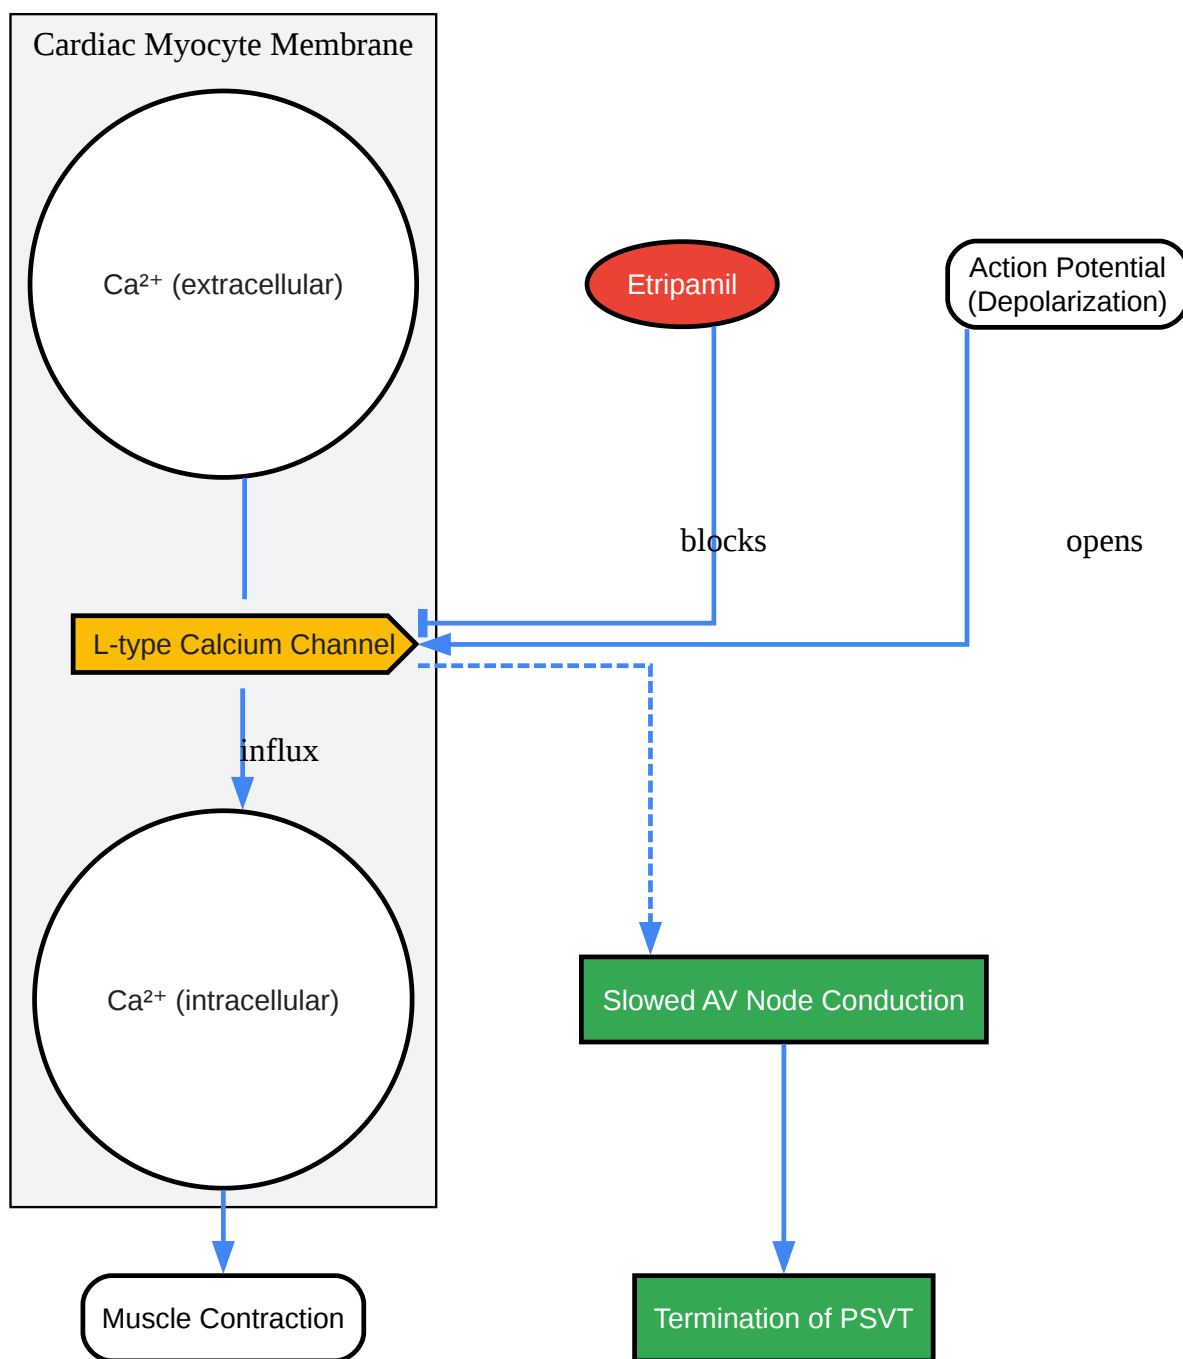 Cardiac Myocyte Membrane
Ca²⁺ (extracellular)
Etripamil
Action Potential
(Depolarization)
blocks
opens
L-type Calcium Channel
influx
Ca²⁺ (intracellular)
Slowed AV Node Conduction
Muscle Contraction
Termination of PSVT